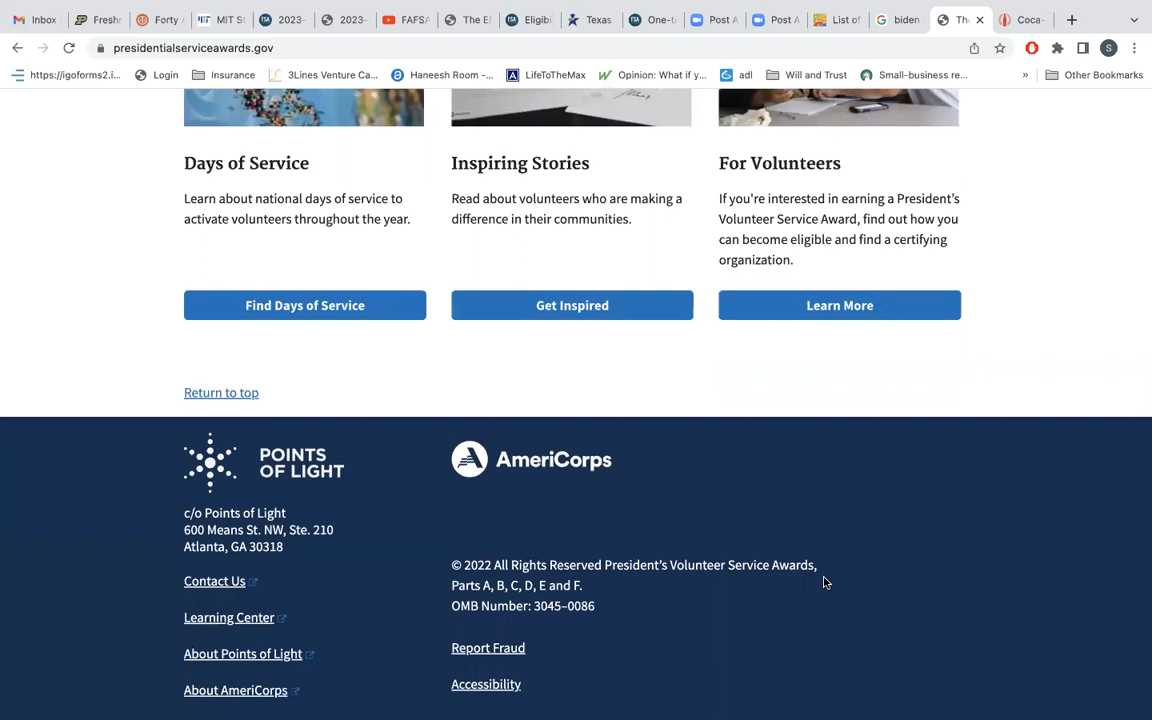 Inbox
Freshr
Forty
MIT St
2023-
2023-
FAFSA
The El
Eligibi
Texas
One-ti
Post A
Post A
List of
biden
The
Coca-
presidentialserviceawards.gov
S
https://igoforms2.i...
Login
Insurance
3Lines Venture Ca...
Haneesh Room -...
LifeToTheMax
Opinion: What if y...
adl
Will and Trust
Small-business re...
»
Other Bookmarks
Days of Service
Learn about national days of service to
activate volunteers throughout the year.
Find Days of Service
Inspiring Stories
Read about volunteers who are making a
difference in their communities.
Get Inspired
For Volunteers
If you're interested in earning a President's
Volunteer Service Award, find out how you
can become eligible and find a certifying
organization.
Learn More
Return to top
POINTS
OF LIGHT
c/o Points of Light
600 Means St. NW, Ste. 210
Atlanta, GA 30318
Contact Us
Learning Center
About Points of Light
About AmeriCorps
AmeriCorps
© 2022 All Rights Reserved President's Volunteer Service Awards,
Parts A, B, C, D, E and F.
OMB Number: 3045–0086
Report Fraud
Accessibility